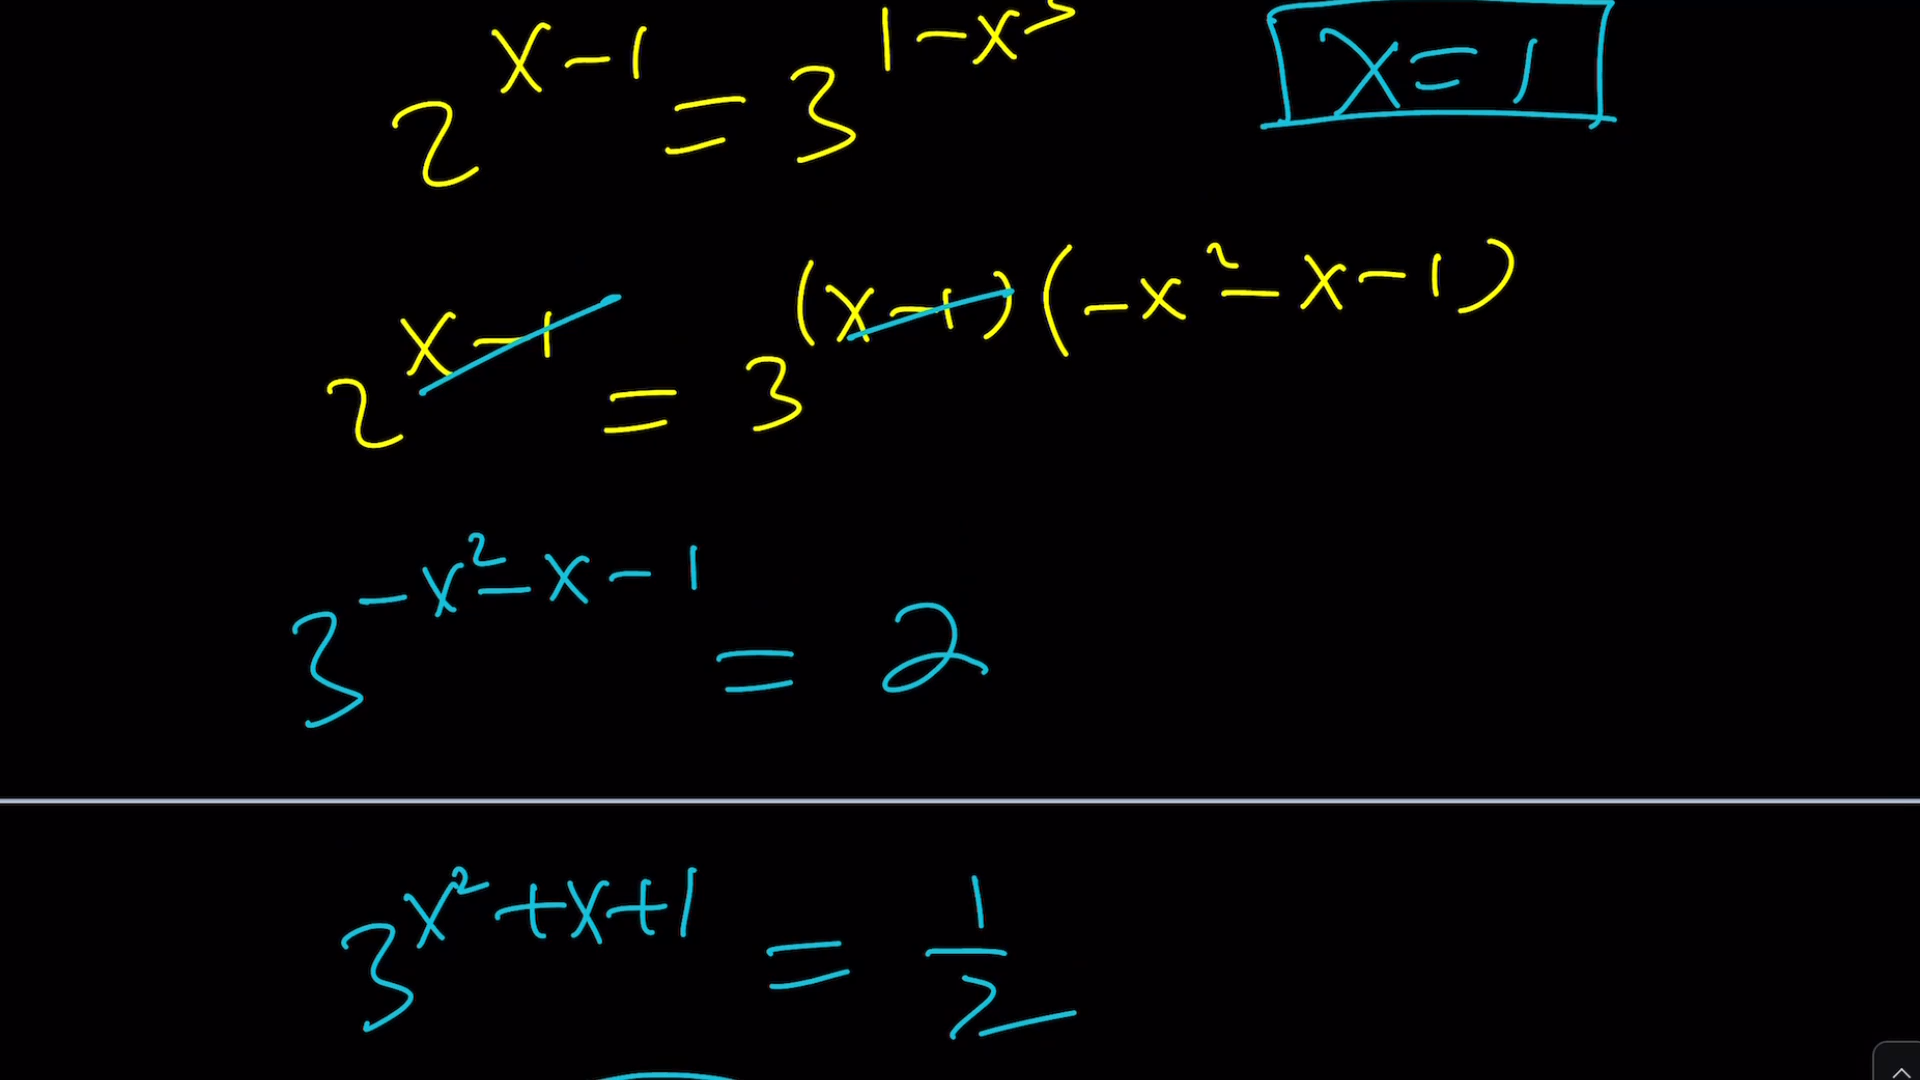 2^{x-1} = 3^{1-x^3}
x = 1
2^{x-1} = 3^{(x-1)(-x^2-x-1)}
3^{-x^2-x-1} = 2
3^{x^2+x+1} = \frac{1}{2}